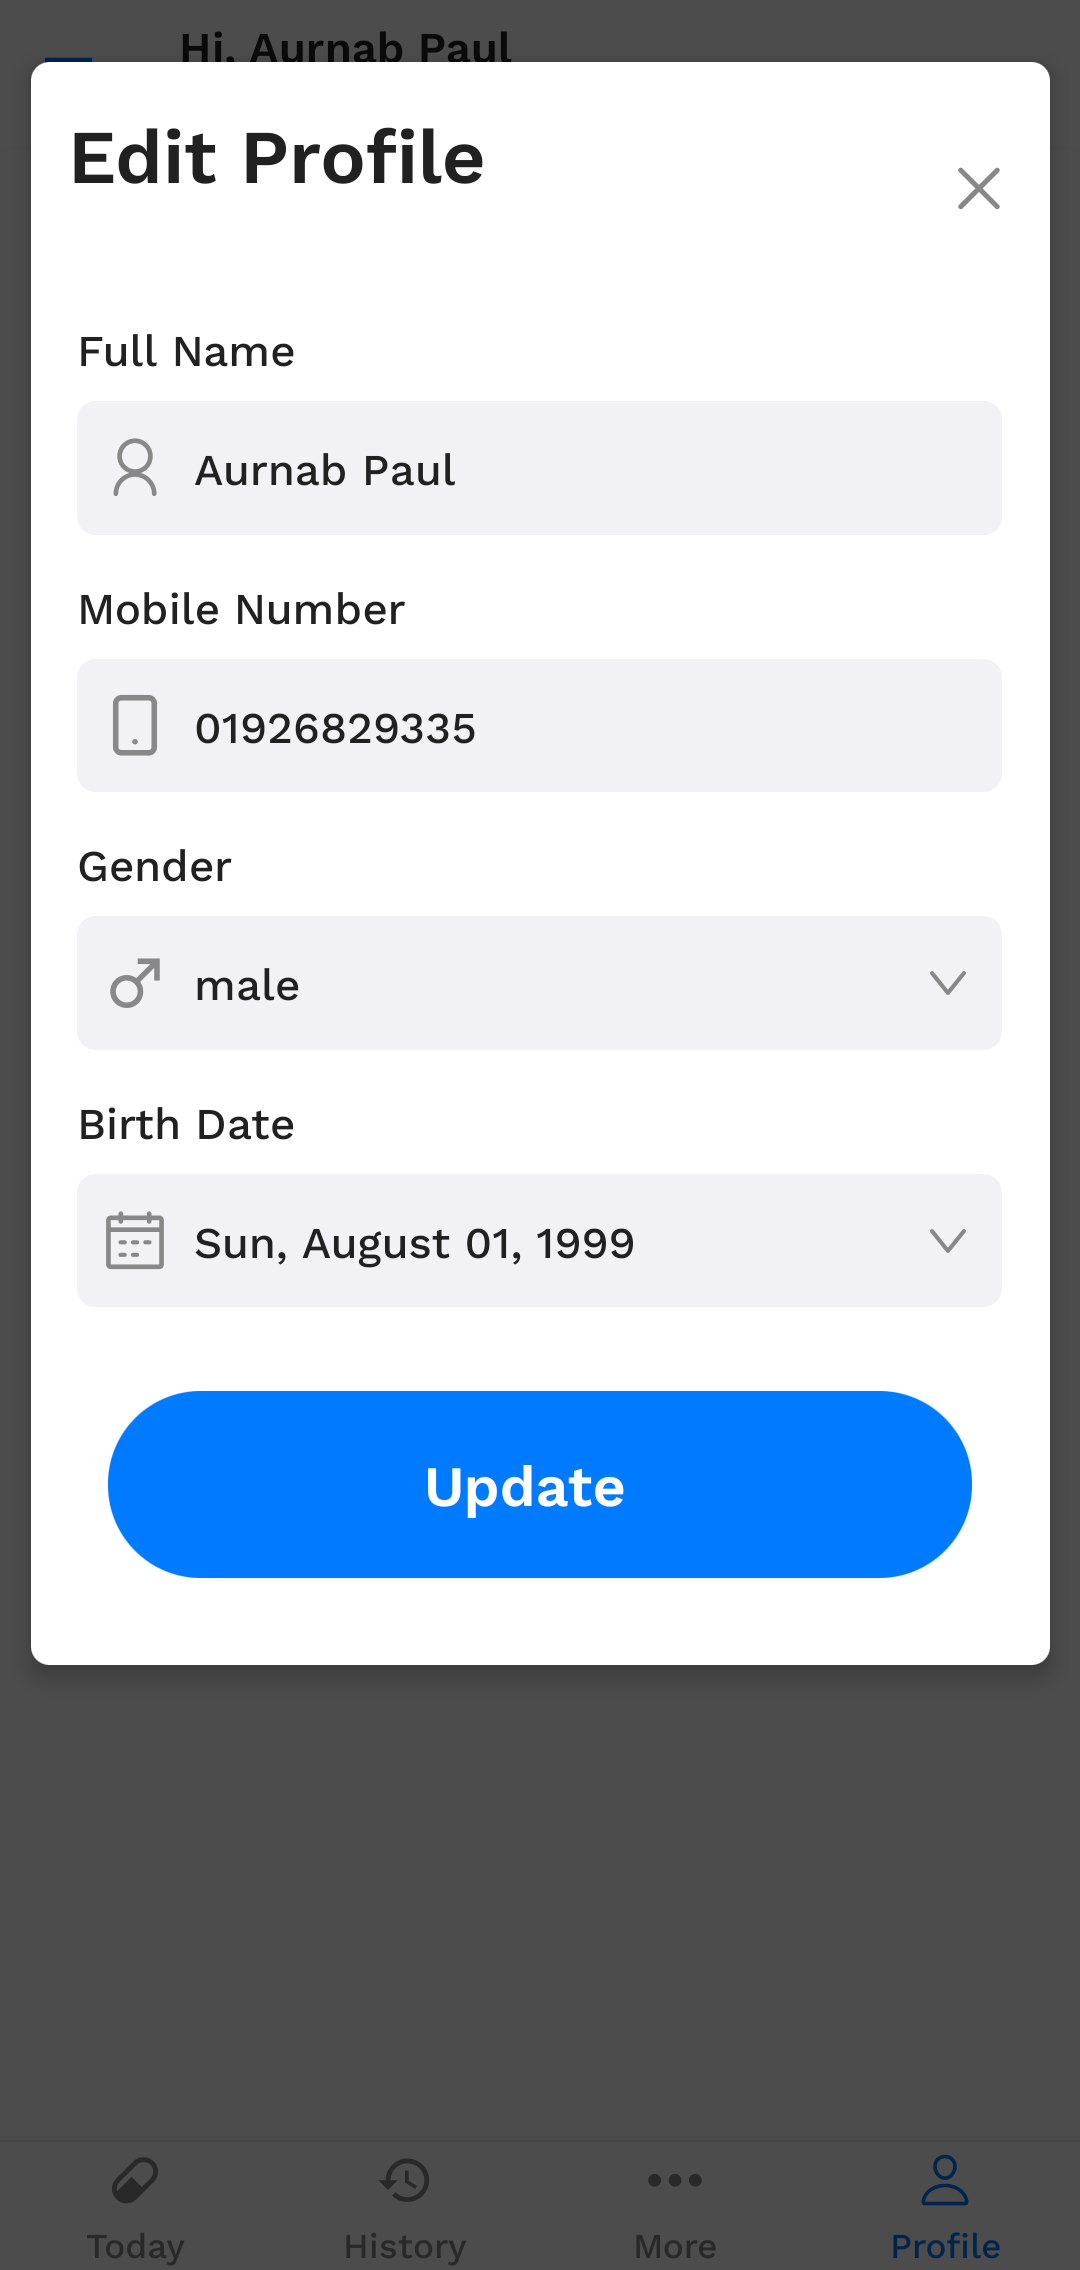 Hi, Aurnab Paul
Edit Profile
Full Name
Aurnab Paul
Mobile Number
01926829335
Gender
male
Birth Date
Sun, August 01, 1999
Update
Today
History
More
Profile